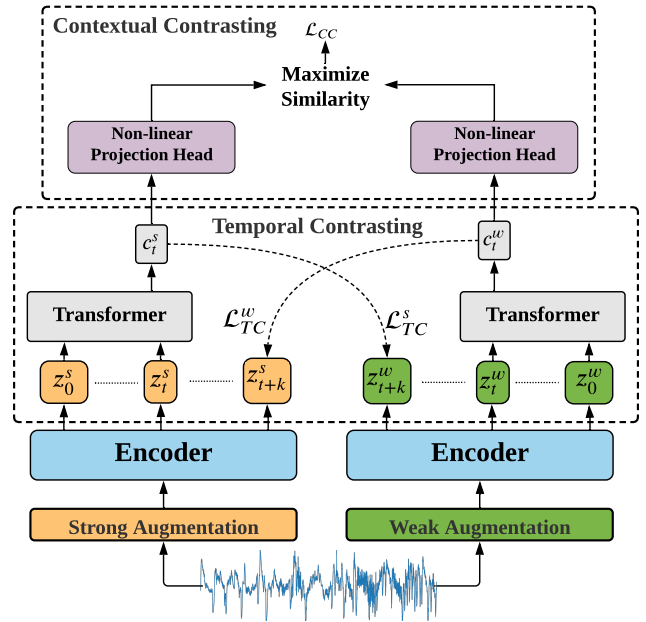 Contextual Contrasting
ℒ_CC
Maximize
Similarity
Non-linear
Projection Head
Non-linear
Projection Head
Temporal Contrasting
c_t^s
c_t^w
Transformer
ℒ_TC^w
ℒ_TC^s
Transformer
z_0^s
z_t^s
z_{t+k}^s
z_{t+k}^w
z_t^w
z_0^w
Encoder
Encoder
Strong Augmentation
Weak Augmentation